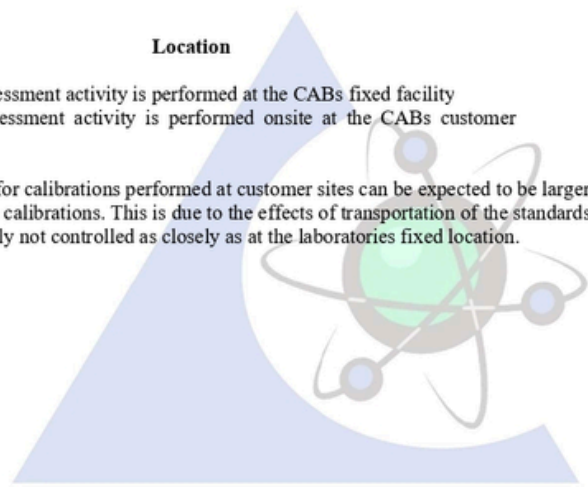 Location
essment activity is performed at the CABs fixed facility
essment activity is performed onsite at the CABs customer
for calibrations performed at customer sites can be expected to be larger
calibrations. This is due to the effects of transportation of the standards
ly not controlled as closely as at the laboratories fixed location.